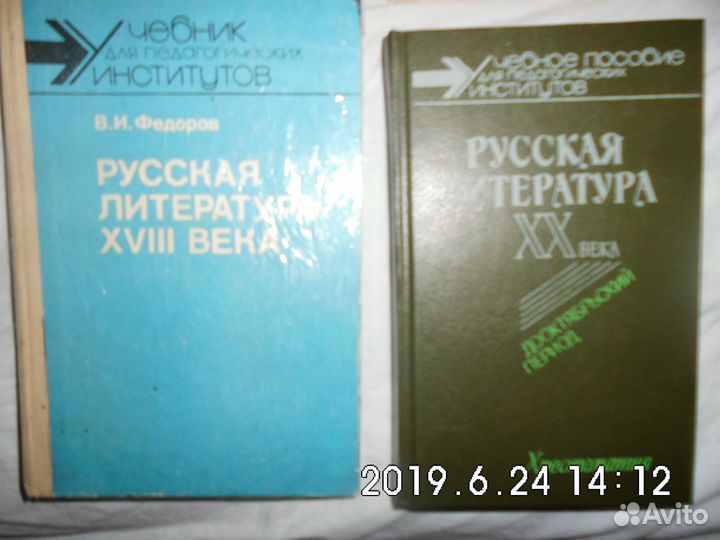 Учебник
для педагогических
институтов
В.И. Федоров
РУССКАЯ
ЛИТЕРАТУРА
XVIII ВЕКА
Учебное пособие
для педагогических
институтов
РУССКАЯ
ЛИТЕРАТУРА
XX ВЕКА
ДООКТЯБРЬСКИЙ
ПЕРИОД
Хрестоматия
2019.6.24 14:12
Avito